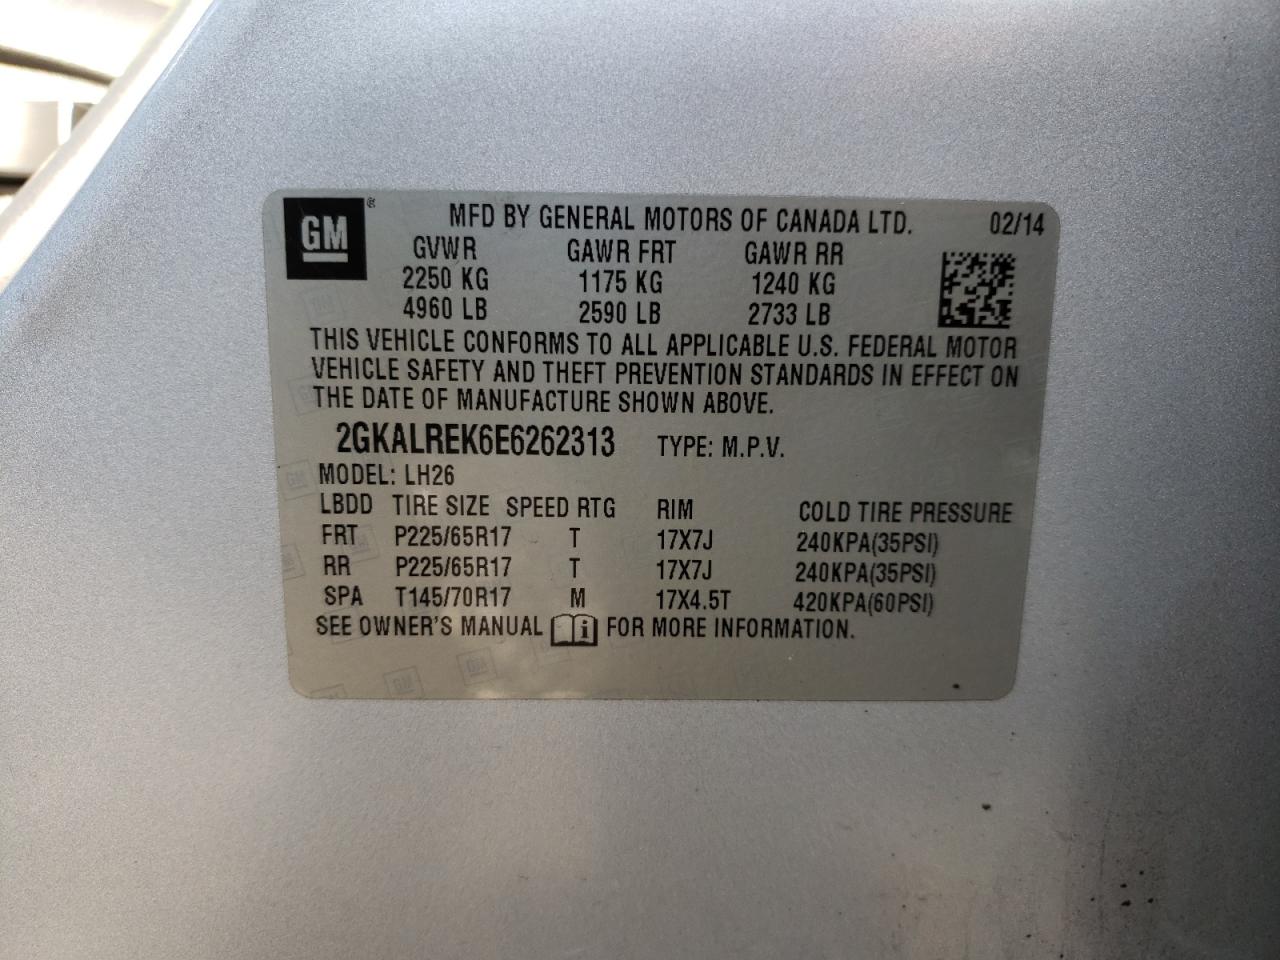 GM ®
MFD BY GENERAL MOTORS OF CANADA LTD. 02/14
GVWR GAWR FRT GAWR RR
2250 KG 1175 KG 1240 KG
4960 LB 2590 LB 2733 LB
THIS VEHICLE CONFORMS TO ALL APPLICABLE U.S. FEDERAL MOTOR
VEHICLE SAFETY AND THEFT PREVENTION STANDARDS IN EFFECT ON
THE DATE OF MANUFACTURE SHOWN ABOVE.
2GKALREK6E6262313 TYPE: M.P.V.
MODEL: LH26
LBDD TIRE SIZE SPEED RTG RIM COLD TIRE PRESSURE
FRT P225/65R17 T 17X7J 240KPA(35PSI)
RR P225/65R17 T 17X7J 240KPA(35PSI)
SPA T145/70R17 M 17X4.5T 420KPA(60PSI)
SEE OWNER'S MANUAL i FOR MORE INFORMATION.